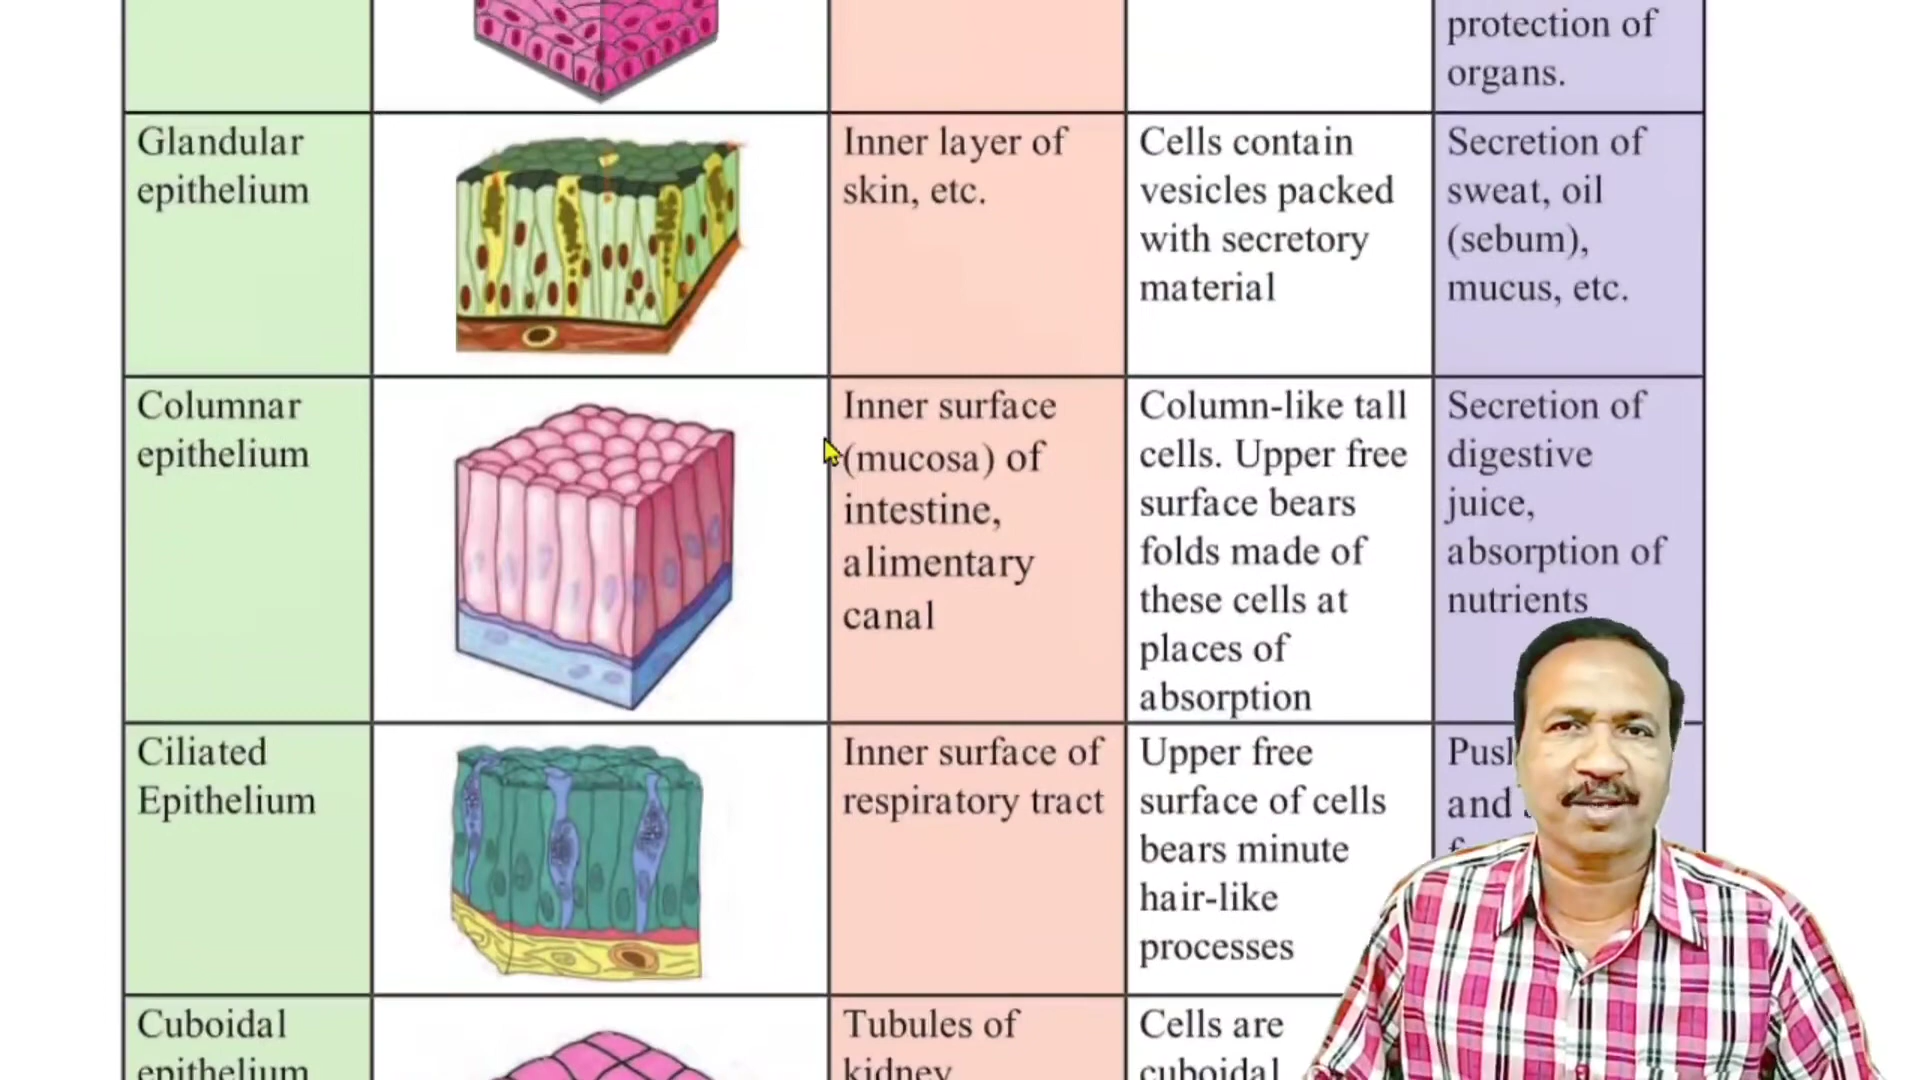 protection of
organs.
Glandular
epithelium
Inner layer of
skin, etc.
Cells contain
vesicles packed
with secretory
material
Secretion of
sweat, oil
(sebum),
mucus, etc.
Columnar
epithelium
Inner surface
(mucosa) of
intestine,
alimentary
canal
Column-like tall
cells. Upper free
surface bears
folds made of
these cells at
places of
absorption
Secretion of
digestive
juice,
absorption of
nutrients
Ciliated
Epithelium
Inner surface of
respiratory tract
Upper free
surface of cells
bears minute
hair-like
processes
and
Cuboidal
epithelium
Tubules of
kidney
Cells are
cuboidal